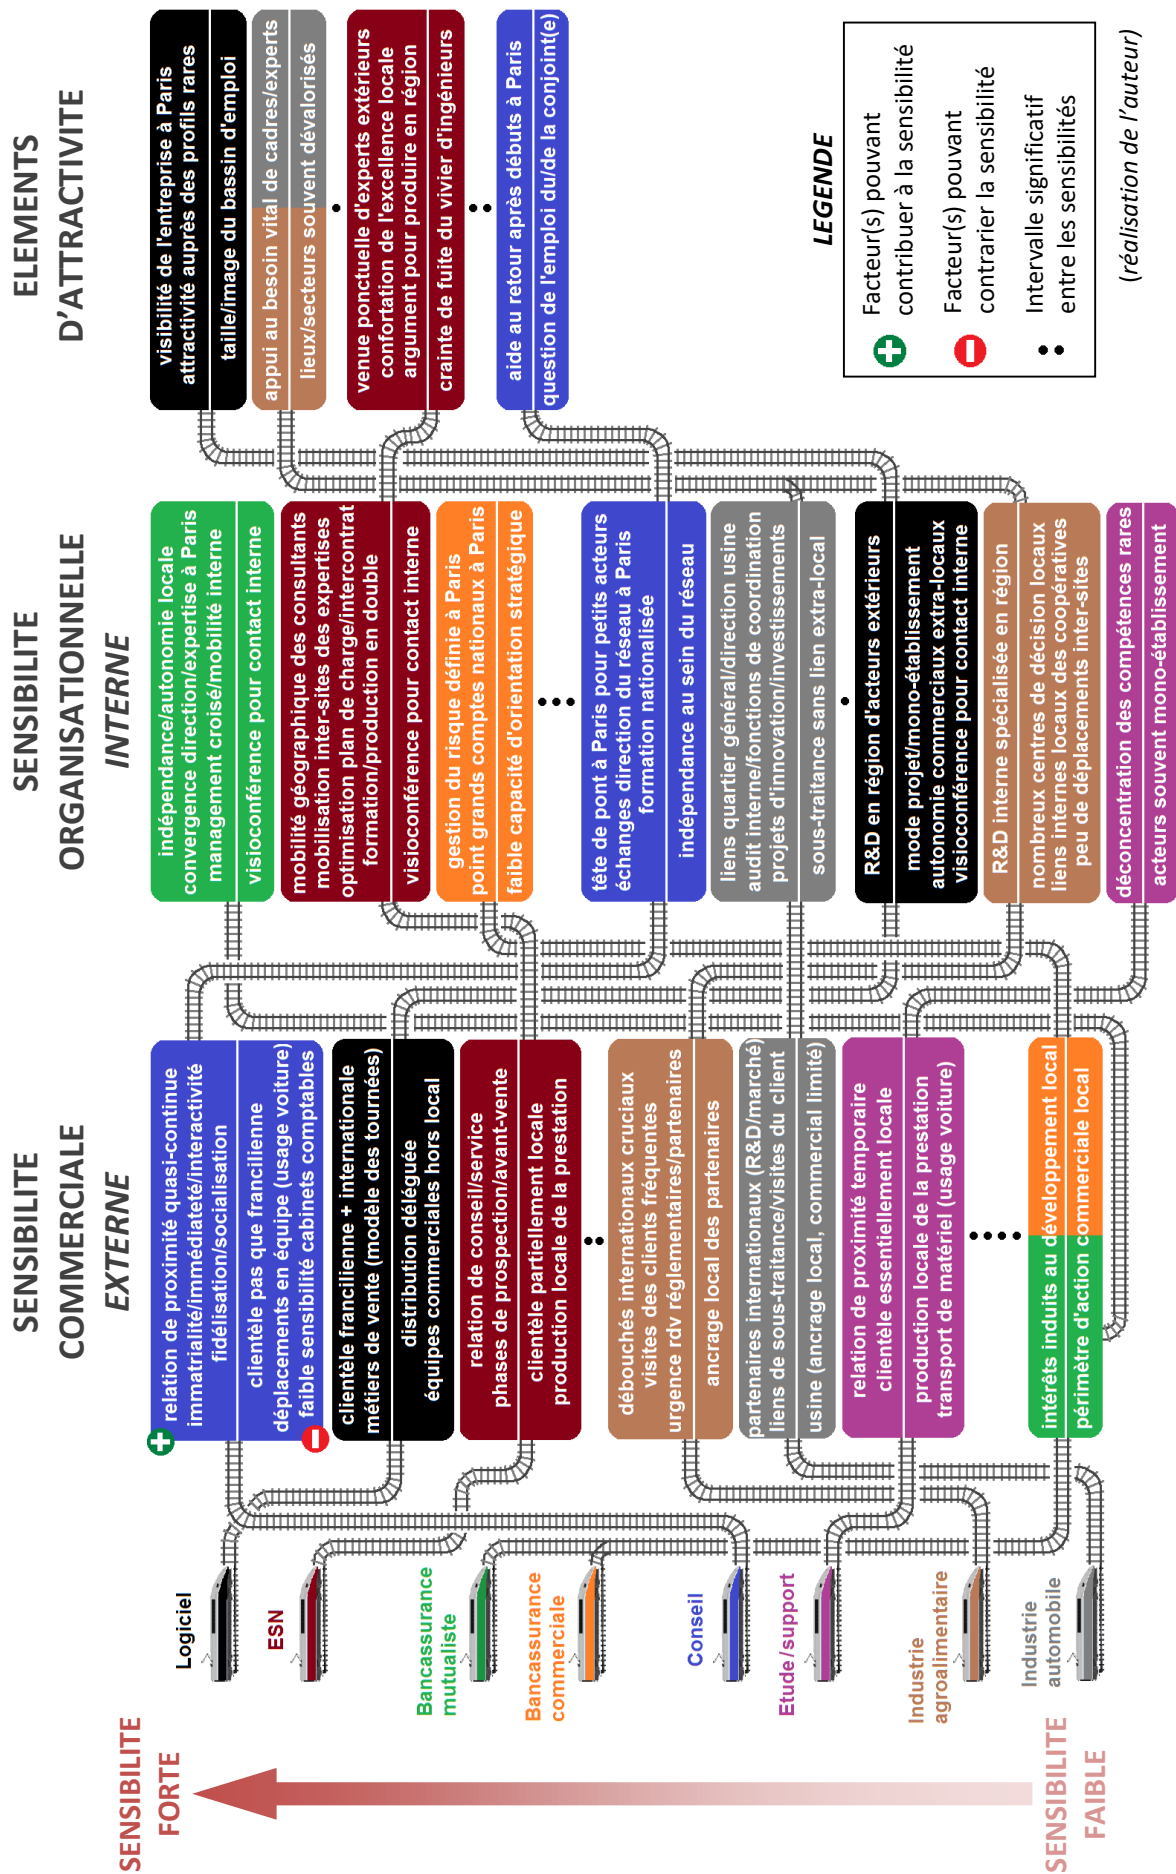 SENSIBILITE
COMMERCIALE
EXTERNE
SENSIBILITE
ORGANISATIONNELLE
INTERNE
ELEMENTS
D'ATTRACTIVITE
SENSIBILITE
FORTE
SENSIBILITE
FAIBLE
Logiciel
ESN
Bancassurance
mutualiste
Bancassurance
commerciale
Conseil
Etude/support
Industrie
agroalimentaire
Industrie
automobile
relation de proximité quasi-continue
immatrialité/immédiateté/interactivité
fidélisation/socialisation
clientèle pas que francilienne
déplacements en équipe (usage voiture)
faible sensibilité cabinets comptables
clientèle francilienne + internationale
métiers de vente (modèle des tournées)
distribution déléguée
équipes commerciales hors local
relation de conseil/service
phases de prospection/avant-vente
clientèle partiellement locale
production locale de la prestation
débouchés internationaux cruciaux
visites des clients fréquentes
urgence rdv réglementaires/partenaires
ancrage local des partenaires
partenaires internationaux (R&D/marché)
liens de sous-traitance/visites du client
usine (ancrage local, commercial limité)
relation de proximité temporaire
clientèle essentiellement locale
production locale de la prestation
transport de matériel (usage voiture)
intérêts induits au développement local
périmètre d'action commerciale local
indépendance/autonomie locale
convergence direction/expertise à Paris
management croisé/mobilité interne
visioconférence pour contact interne
mobilité géographique des consultants
mobilisation inter-sites des expertises
optimisation plan de charge/intercontrat
formation/production en double
visioconférence pour contact interne
gestion du risque définie à Paris
point grands comptes nationaux à Paris
faible capacité d'orientation stratégique
tête de pont à Paris pour petits acteurs
échanges direction du réseau à Paris
formation nationalisée
indépendance au sein du réseau
liens quartier général/direction usine
audit interne/fonctions de coordination
projets d'innovation/investissements
sous-traitance sans lien extra-local
R&D en région d'acteurs extérieurs
mode projet/mono-établissement
autonomie commerciaux extra-locaux
visioconférence pour contact interne
R&D interne spécialisée en région
nombreux centres de décision locaux
liens internes locaux des coopératives
peu de déplacements inter-sites
déconcentration des compétences rares
acteurs souvent mono-établissement
visibilité de l'entreprise à Paris
attractivité auprès des profils rares
taille/image du bassin d'emploi
appui au besoin vital de cadres/experts
lieux/secteurs souvent dévalorisés
venue ponctuelle d'experts extérieurs
confortation de l'excellence locale
argument pour produire en région
crainte de fuite du vivier d'ingénieurs
aide au retour après débuts à Paris
question de l'emploi du/de la conjoint(e)
LEGENDE
Facteur(s) pouvant
contribuer à la sensibilité
Facteur(s) pouvant
contrarier la sensibilité
Intervalle significatif
entre les sensibilités
(réalisation de l'auteur)